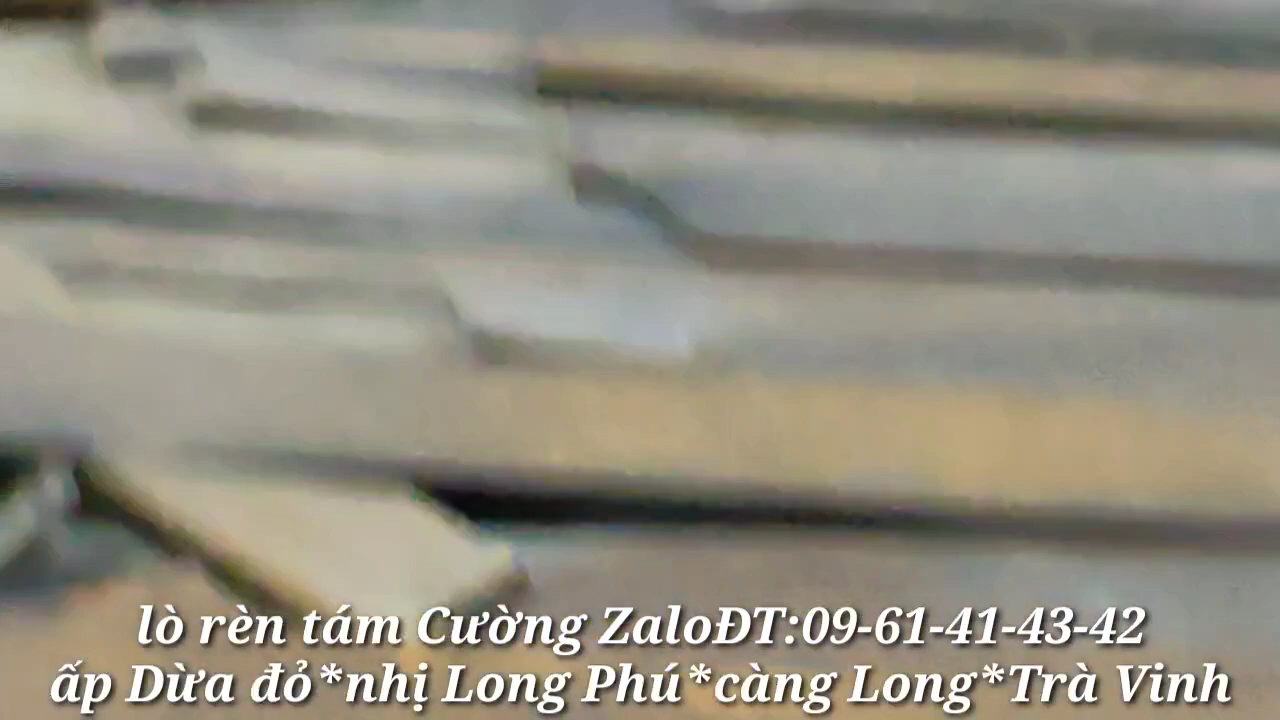 lò rèn tám Cường ZaloĐT:09-61-41-43-42
ấp Dừa đỏ*nhị Long Phú*càng Long*Trà Vinh